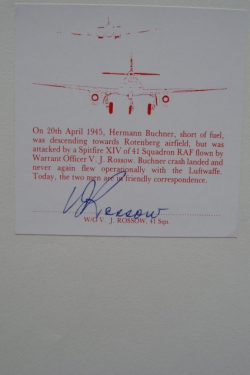 On 20th April 1945, Hermann Buchner, short of fuel,
was descending towards Rotenberg airfield, but was
attacked by a Spitfire XIV of 41 Squadron RAF flown by
Warrant Officer V. J. Rossow. Buchner crash landed and
never again flew operationally with the Luftwaffe.
Today, the two men are in friendly correspondence.
VJRossow
W/O V. J. ROSSOW, 41 Sqn.